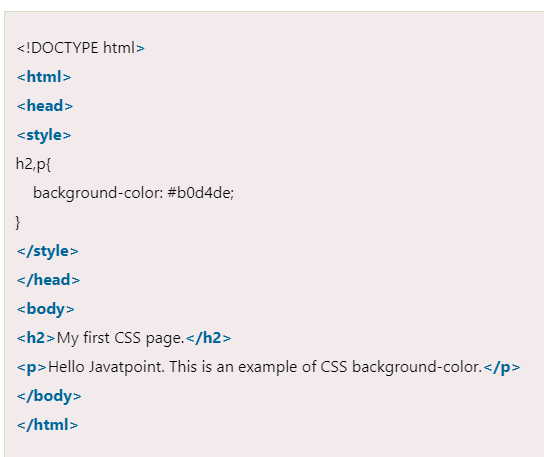 <!DOCTYPE html>
<html>
<head>
<style>
h2,p{
    background-color: #b0d4de;
}
</style>
</head>
<body>
<h2>My first CSS page.</h2>
<p>Hello Javatpoint. This is an example of CSS background-color.</p>
</body>
</html>